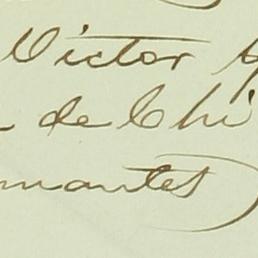 Victor
de Chi
mantes